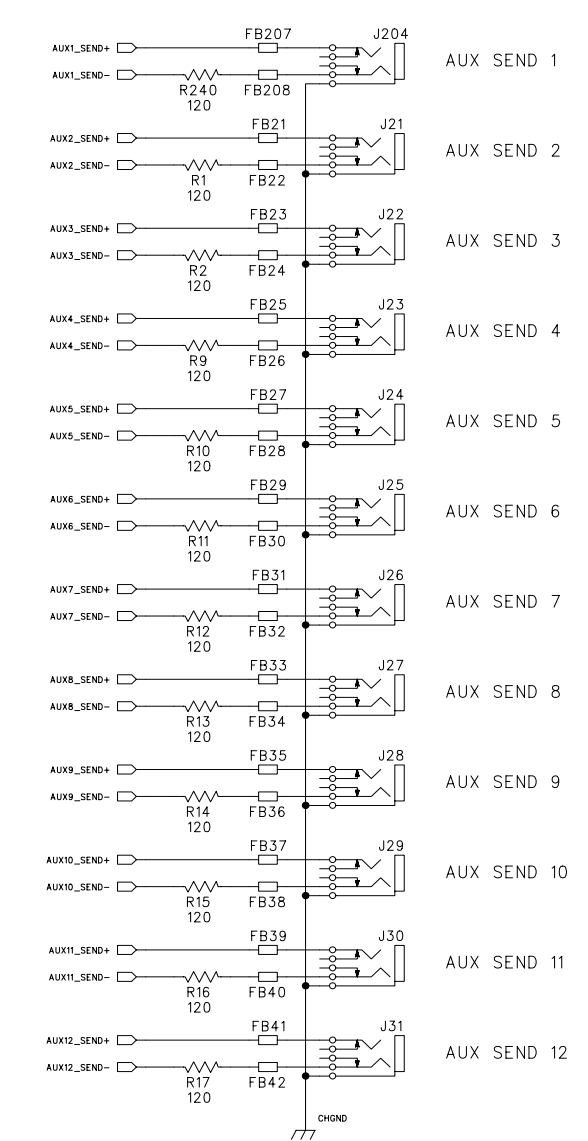 FB207 J204
AUX1_SEND+ AUX SEND 1
AUX1_SEND-
R240 FB208
120
FB21 J21
AUX2_SEND+ AUX SEND 2
AUX2_SEND-
R1 FB22
120
FB23 J22
AUX3_SEND+ AUX SEND 3
AUX3_SEND-
R2 FB24
120
FB25 J23
AUX4_SEND+ AUX SEND 4
AUX4_SEND-
R9 FB26
120
FB27 J24
AUX5_SEND+ AUX SEND 5
AUX5_SEND-
R10 FB28
120
FB29 J25
AUX6_SEND+ AUX SEND 6
AUX6_SEND-
R11 FB30
120
FB31 J26
AUX7_SEND+ AUX SEND 7
AUX7_SEND-
R12 FB32
120
FB33 J27
AUX8_SEND+ AUX SEND 8
AUX8_SEND-
R13 FB34
120
FB35 J28
AUX9_SEND+ AUX SEND 9
AUX9_SEND-
R14 FB36
120
FB37 J29
AUX10_SEND+ AUX SEND 10
AUX10_SEND-
R15 FB38
120
FB39 J30
AUX11_SEND+ AUX SEND 11
AUX11_SEND-
R16 FB40
120
FB41 J31
AUX12_SEND+ AUX SEND 12
AUX12_SEND-
R17 FB42
120
CHGND